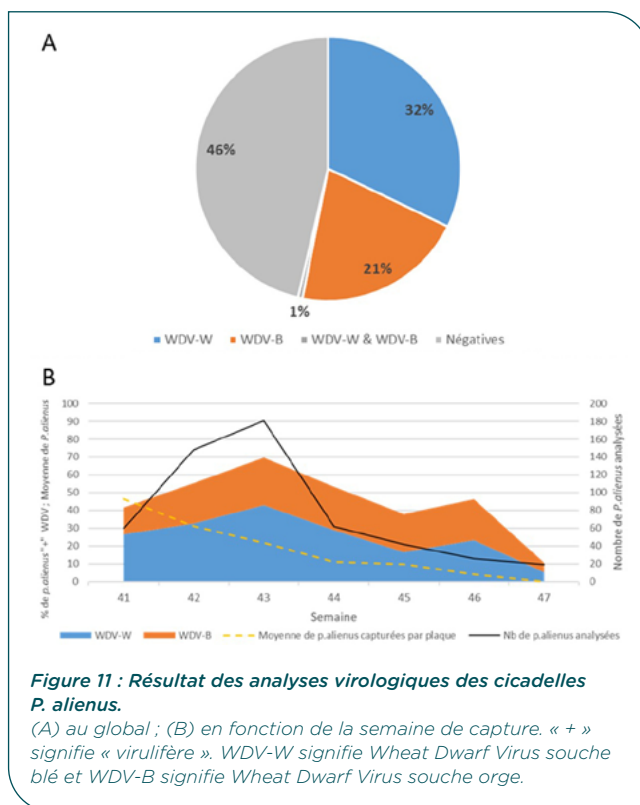 A
32%
46%
21%
1%
WDV-W WDV-B WDV-W & WDV-B Négatives
B
% de p.alienus "+" WDV ; Moyenne de P.alienus
100
90
80
70
60
50
40
30
20
10
0
200
180
160
140
120
100
80
60
40
20
0
Nombre de P.alienus analysées
41 42 43 44 45 46 47
Semaine
WDV-W WDV-B Moyenne de p.alienus capturées par plaque Nb de p.alienus analysées
Figure 11 : Résultat des analyses virologiques des cicadelles
P. alienus.
(A) au global ; (B) en fonction de la semaine de capture. « + »
signifie « virulifère ». WDV-W signifie Wheat Dwarf Virus souche
blé et WDV-B signifie Wheat Dwarf Virus souche orge.